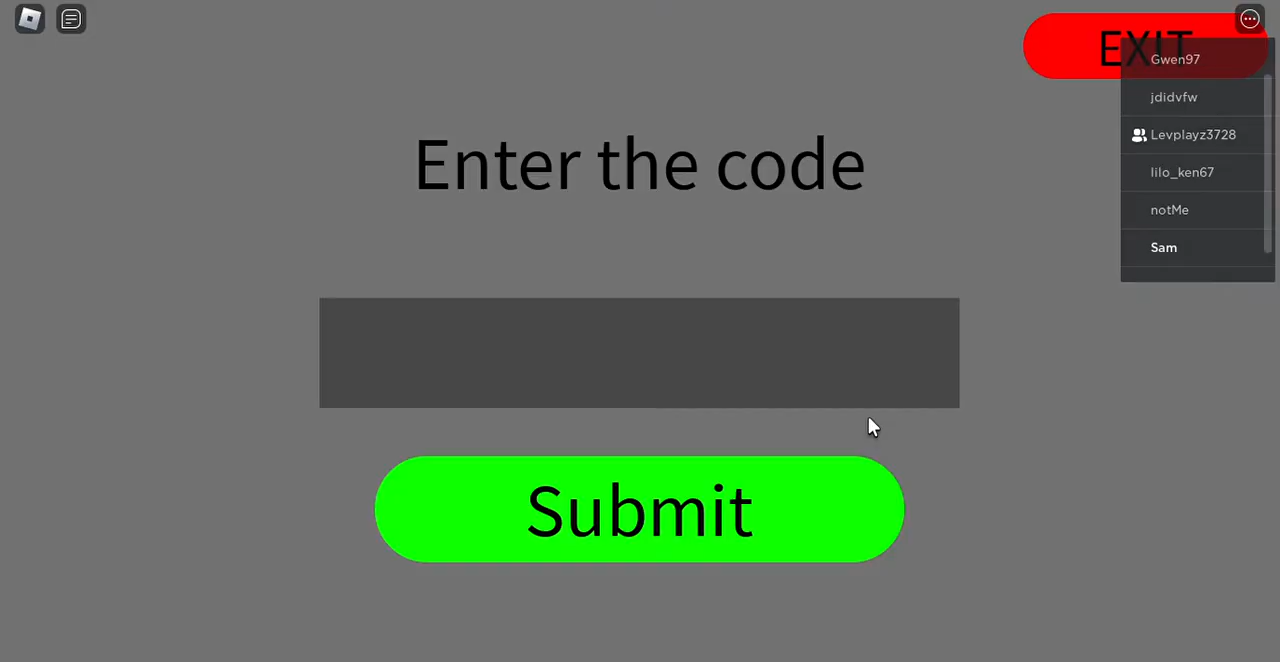 EXIT
Gwen97
jdidvfw
Enter the code
Levplayz3728
lilo_ken67
notMe
Sam
Submit